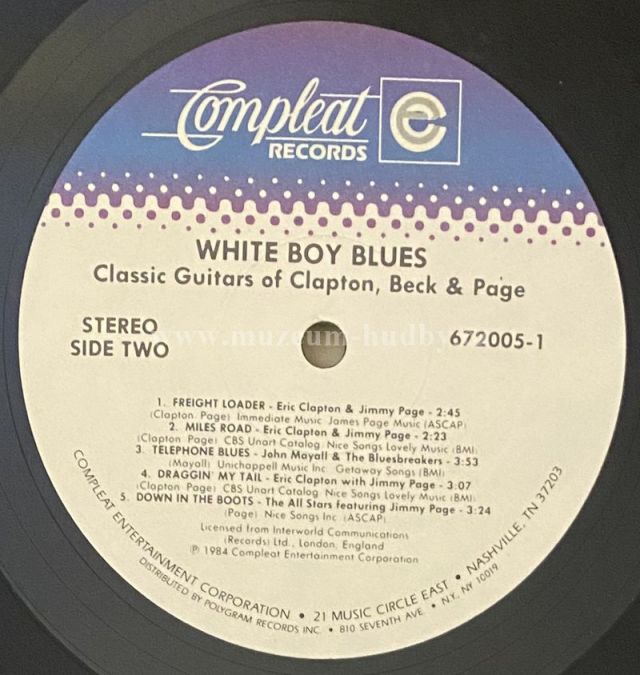 Compleat
RECORDS
WHITE BOY BLUES
Classic Guitars of Clapton, Beck & Page
STEREO
SIDE TWO
672005-1
www.muzeum-hudby
1. FREIGHT LOADER - Eric Clapton & Jimmy Page - 2:45
(Clapton, Page) Immediate Music James Page Music (ASCAP)
2. MILES ROAD - Eric Clapton & Jimmy Page - 2:23
(Clapton Page) CBS Unart Catalog Nice Songs Lovely Music (BMI)
3. TELEPHONE BLUES - John Mayall & The Bluesbreakers - 3:53
(Mayall) Unichappell Music Inc. Getaway Songs (BMI)
4. DRAGGIN' MY TAIL - Eric Clapton with Jimmy Page - 3:07
(Clapton Page) CBS Unart Catalog Nice Songs Lovely Music (BMI)
5. DOWN IN THE BOOTS - The All Stars featuring Jimmy Page - 3:24
(Page) Nice Songs Inc. (ASCAP)
Licensed from Interworld Communications
(Records) Ltd., London, England
℗ 1984 Compleat Entertainment Corporation
COMPLEAT ENTERTAINMENT CORPORATION • 21 MUSIC CIRCLE EAST • NASHVILLE, TN 37203
DISTRIBUTED BY POLYGRAM RECORDS INC. • 810 SEVENTH AVE. • N.Y., NY 10019